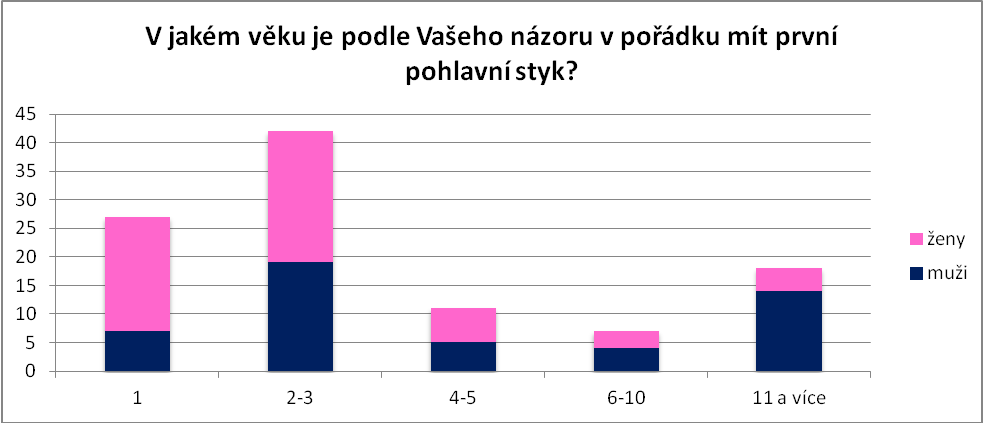 V jakém věku je podle Vašeho názoru v pořádku mít první
pohlavní styk?
45
40
35
30
25
20
15
10
5
0
1
2-3
4-5
6-10
11 a více
ženy
muži